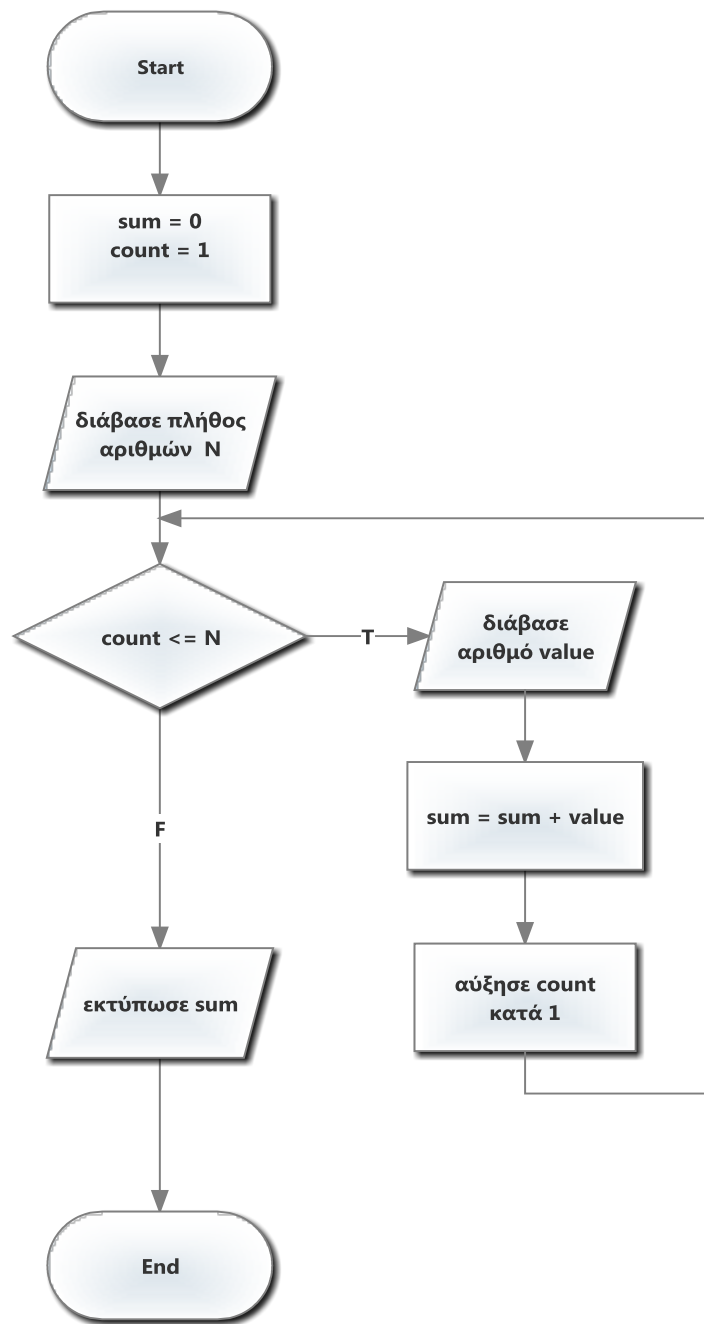 Start
sum = 0
count = 1
διάβασε πλήθος
αριθμών N
count <= N
T
διάβασε
αριθμό value
sum = sum + value
αύξησε count
κατά 1
F
εκτύπωσε sum
End